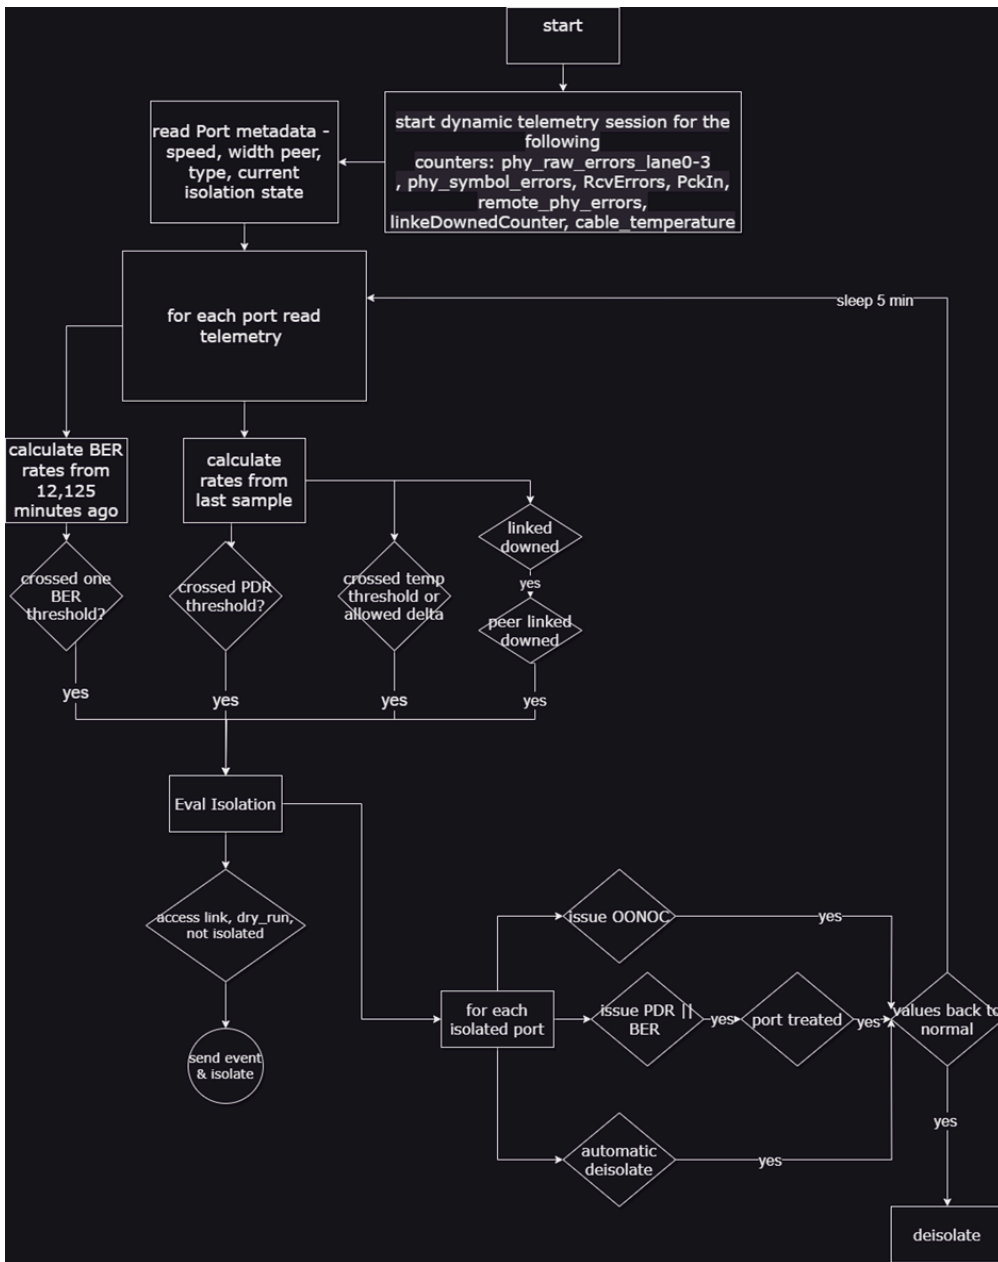 start
start dynamic telemetry session for the
following
counters: phy_raw_errors_lane0-3
, phy_symbol_errors, RcvErrors, PckIn,
remote_phy_errors,
linkeDownedCounter, cable_temperature
read Port metadata -
speed, width peer,
type, current
isolation state
for each port read
telemetry
sleep 5 min
calculate BER
rates from
12,125
minutes ago
calculate
rates from
last sample
linked
downed
yes
peer linked
downed
crossed one
BER
threshold?
crossed PDR
threshold?
crossed temp
threshold or
allowed delta
yes
yes
yes
yes
Eval Isolation
access link, dry_run,
not isolated
send event
& isolate
for each
isolated port
issue OONOC
yes
issue PDR ||
BER
yes
port treated
yes
values back to
normal
automatic
deisolate
yes
yes
deisolate